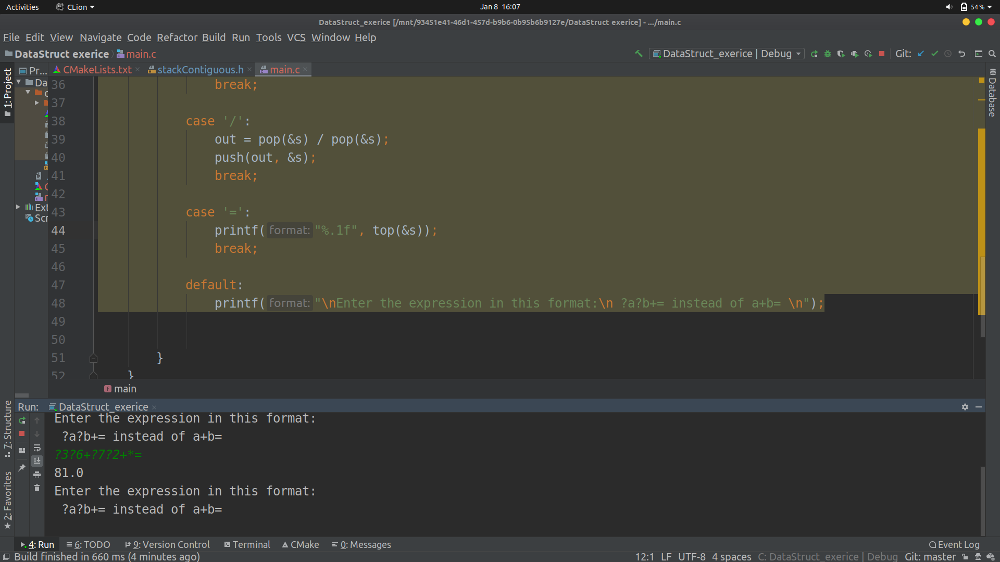 Activities CLion Jan 8 16:07 54 %
DataStruct_exerice [/mnt/93451e41-46d1-457d-b9b6-0b95b6b9127e/DataStruct exerice] - .../main.c
File Edit View Navigate Code Refactor Build Run Tools VCS Window Help
DataStruct exerice main.c DataStruct_exerice | Debug Git:
1: Project
Pr... CMakeLists.txt stackContiguous.h main.c
Database
Da
Ext
Scr
36 break;
37
38 case '/':
39 out = pop(&s) / pop(&s);
40 push(out, &s);
41 break;
42
43 case '=':
44 printf( format: "%.1f", top(&s));
45 break;
46
47 default:
48 printf( format: "\nEnter the expression in this format:\n ?a?b+= instead of a+b= \n");
49
50
51 }
52 }
f main
7: Structure
2: Favorites
Run: DataStruct_exerice
Enter the expression in this format:
?a?b+= instead of a+b=
?3?6+?7?2+*=
81.0
Enter the expression in this format:
?a?b+= instead of a+b=
4: Run 6: TODO 9: Version Control Terminal CMake 0: Messages Event Log
Build finished in 660 ms (4 minutes ago) 12:1 LF UTF-8 4 spaces C: DataStruct_exerice | Debug Git: master